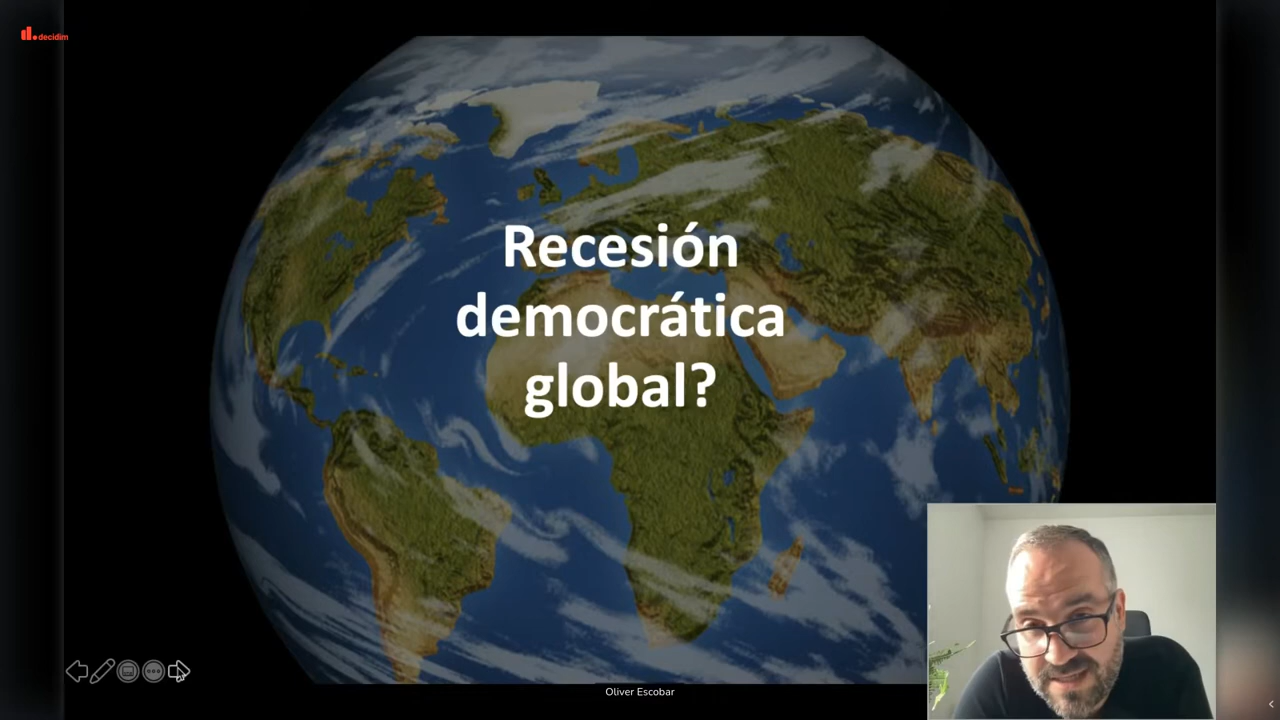 decidim
Recesión
democrática
global?
Oliver Escobar